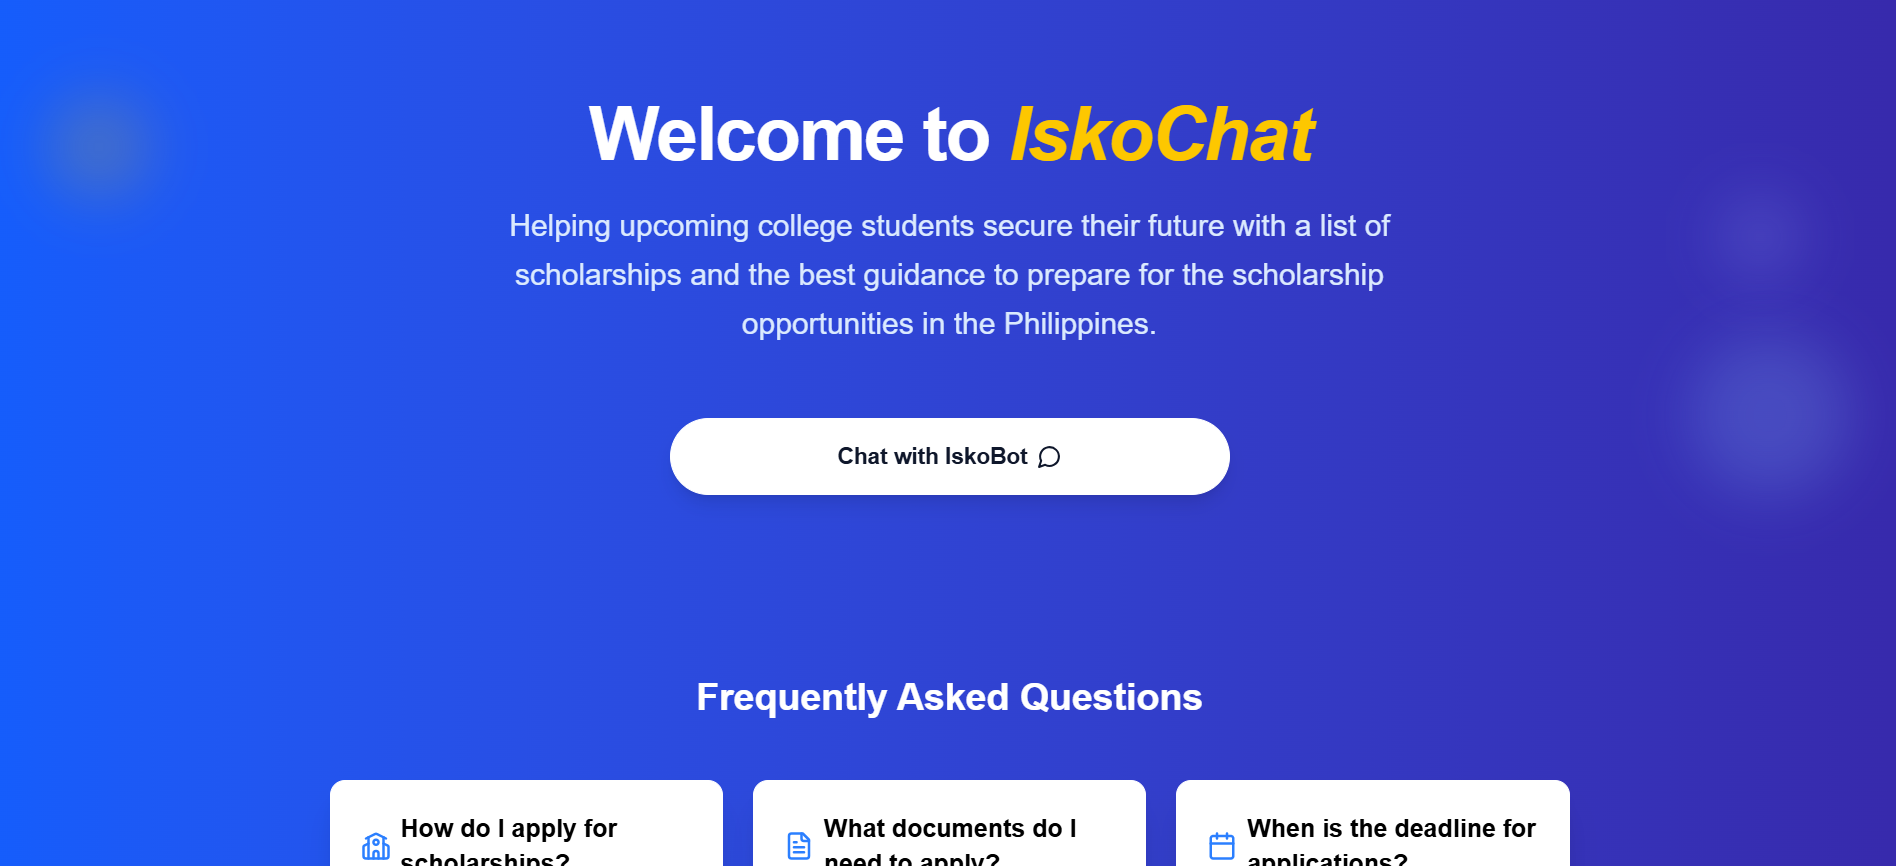 Welcome to IskoChat
Helping upcoming college students secure their future with a list of
scholarships and the best guidance to prepare for the scholarship
opportunities in the Philippines.
Chat with IskoBot
Frequently Asked Questions
How do I apply for
scholarships?
What documents do I
need to apply?
When is the deadline for
applications?